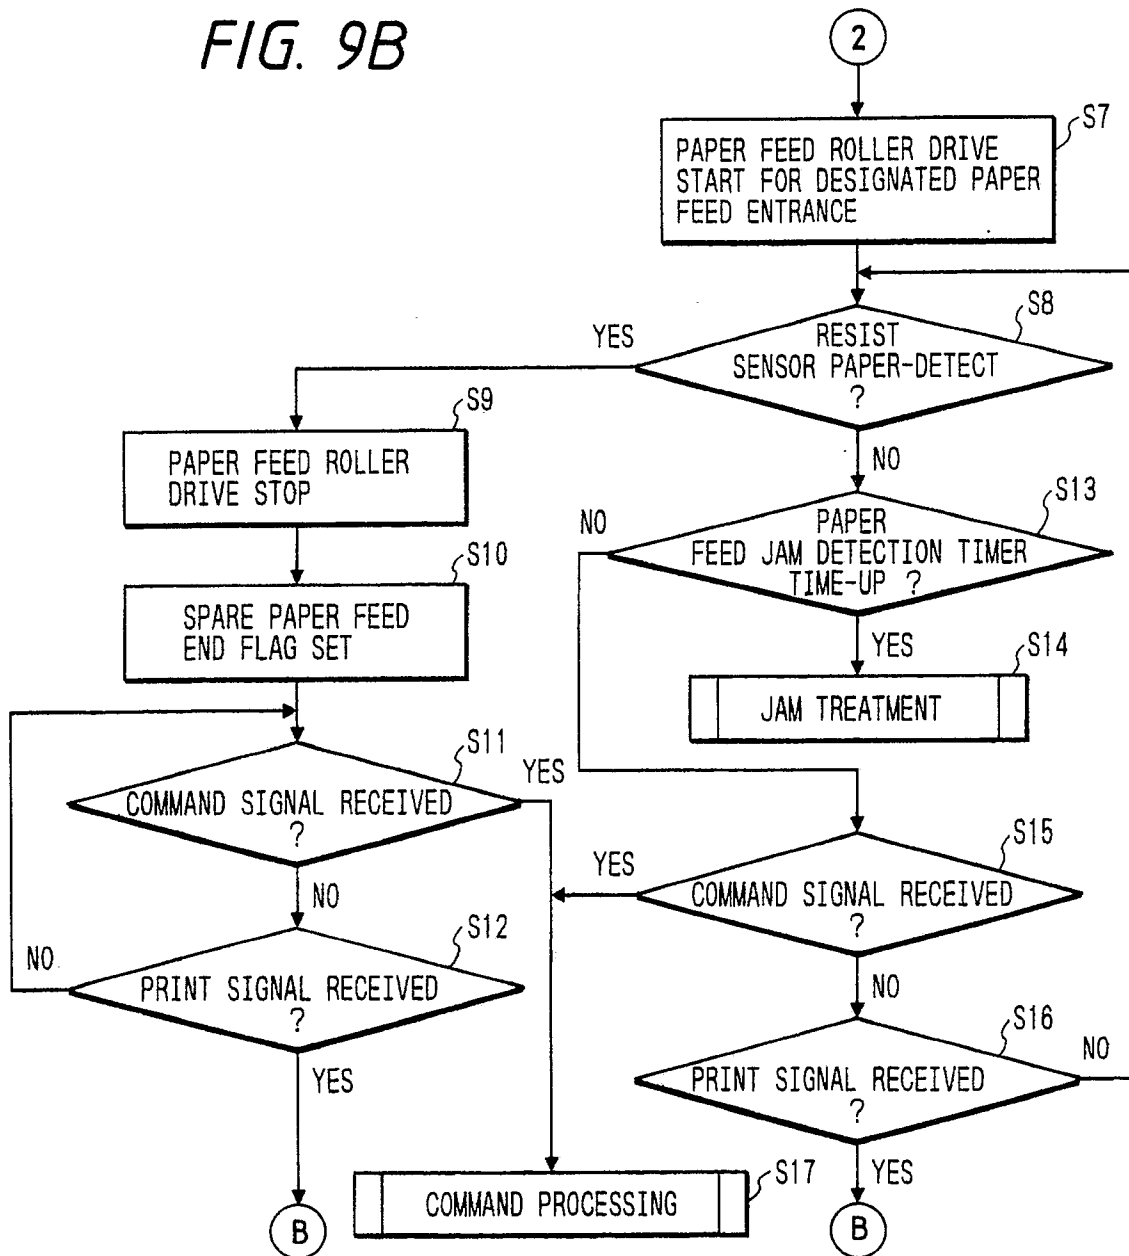 FIG. 9B
2
S7
PAPER FEED ROLLER DRIVE
START FOR DESIGNATED PAPER
FEED ENTRANCE
S8
RESIST
SENSOR PAPER-DETECT
?
YES
NO
S9
PAPER FEED ROLLER
DRIVE STOP
S10
SPARE PAPER FEED
END FLAG SET
S11
COMMAND SIGNAL RECEIVED
?
YES
NO
S12
PRINT SIGNAL RECEIVED
?
NO
YES
B
S13
PAPER
FEED JAM DETECTION TIMER
TIME-UP ?
NO
YES
S14
JAM TREATMENT
S15
COMMAND SIGNAL RECEIVED
?
YES
NO
S16
PRINT SIGNAL RECEIVED
?
NO
YES
B
S17
COMMAND PROCESSING